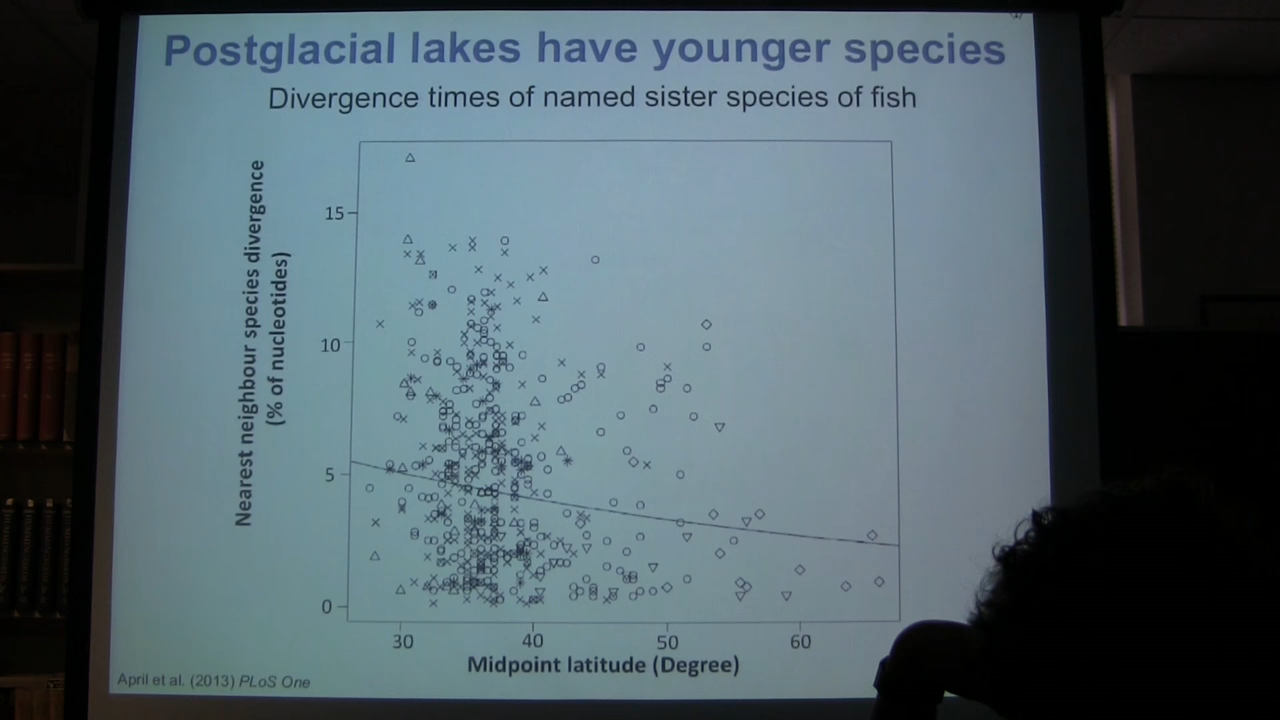 Postglacial lakes have younger species
Divergence times of named sister species of fish
Nearest neighbour species divergence
(% of nucleotides)
15
10
5
0
30 40 50 60
Midpoint latitude (Degree)
April et al. (2013) PLoS One